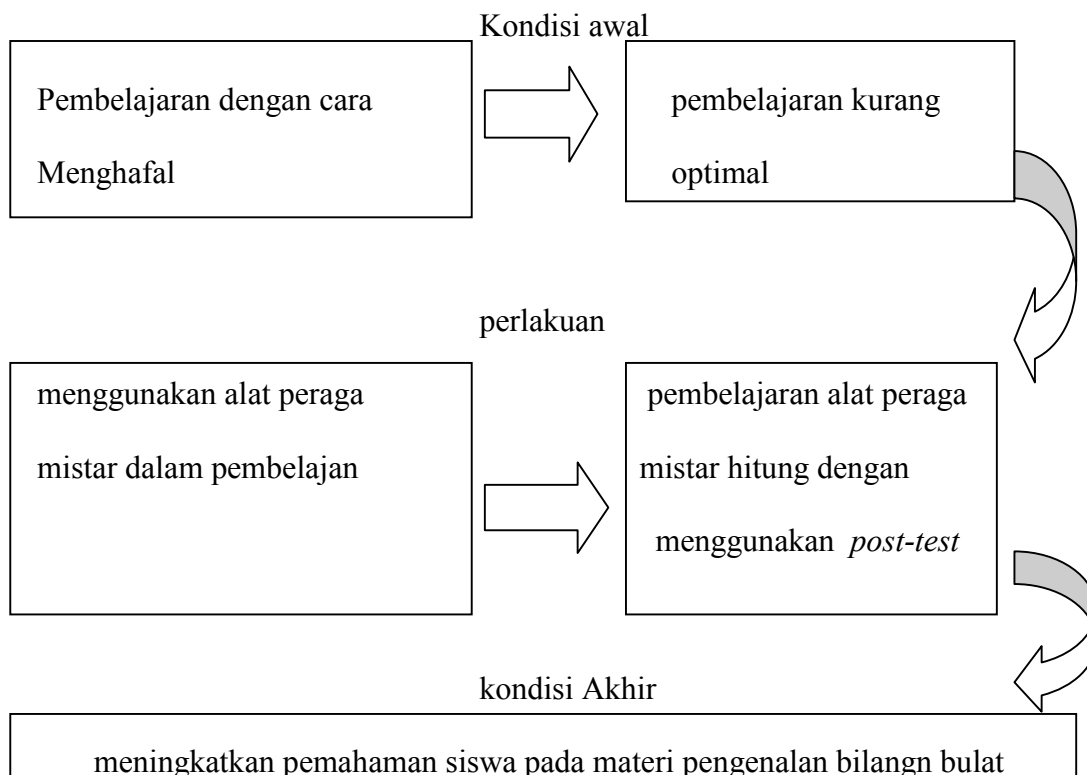 Kondisi awal
Pembelajaran dengan cara
Menghafal
pembelajaran kurang
optimal
perlakuan
menggunakan alat peraga
mistar dalam pembelajan
pembelajaran alat peraga
mistar hitung dengan
menggunakan post-test
kondisi Akhir
meningkatkan pemahaman siswa pada materi pengenalan bilangn bulat